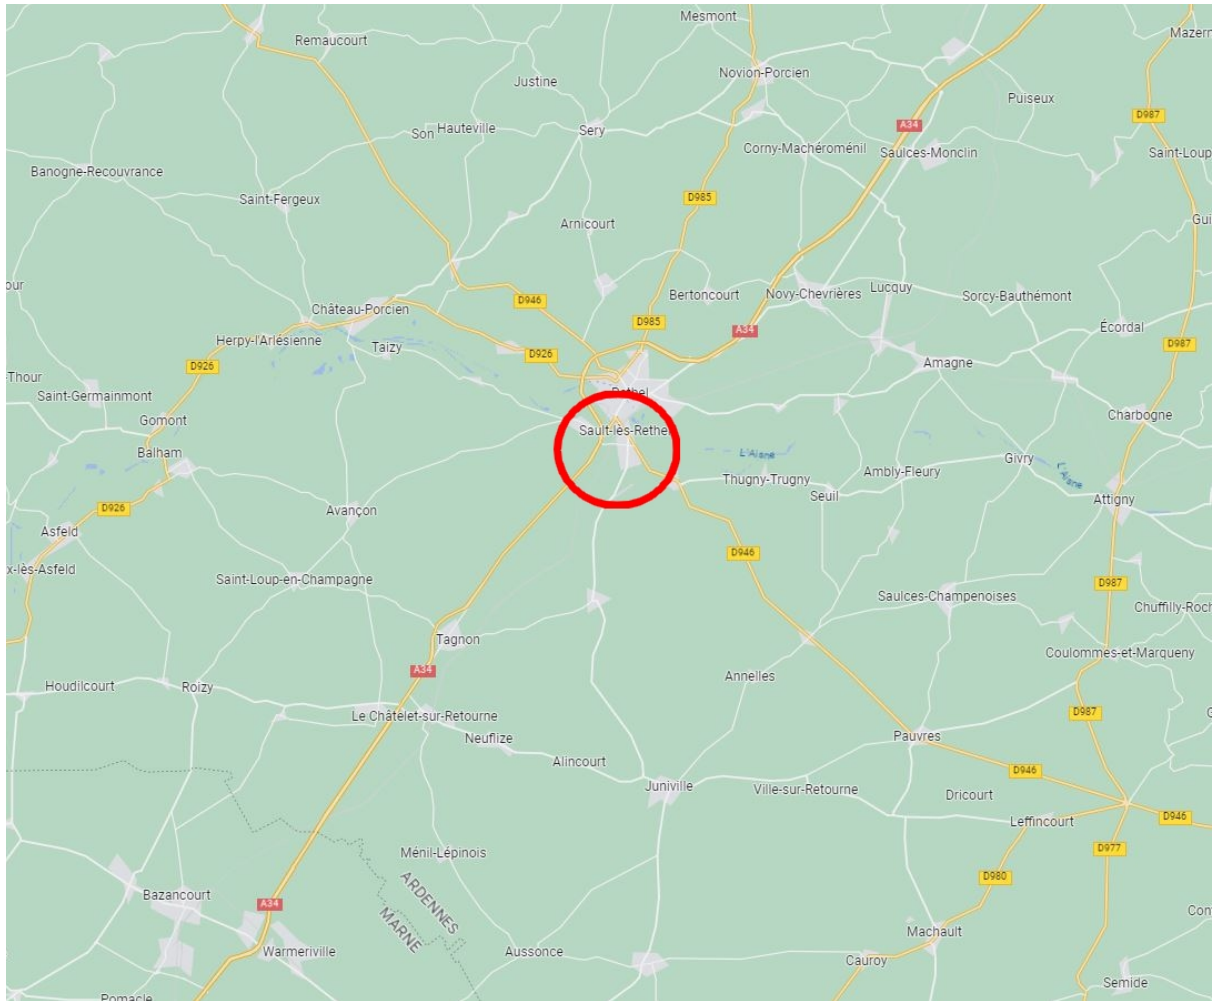 Mesmont
Remaucourt
Mazern
Novion-Porcien
Justine
Puiseux
D987
A34
Son
Hauteville
Sery
Corny-Machéroménil
Saulces-Monclin
Saint-Loup
Banogne-Recouvrance
D985
Saint-Fergeux
Arnicourt
Gui
our
Bertoncourt
Novy-Chevrières
Lucquy
Sorcy-Bauthémont
D946
Château-Porcien
D985
Écordal
A34
Herpy-l'Arlésienne
Taizy
D987
D926
D926
Amagne
-Thour
Saint-Germainmont
Rethel
Gomont
Charbogne
Sault-lès-Rethel
Balham
L'Aisne
Givry
Ambly-Fleury
L'Aisne
Thugny-Trugny
Seuil
Attigny
D926
Avançon
Asfeld
D946
x-lès-Asfeld
Saint-Loup-en-Champagne
D987
Saulces-Champenoises
Chuffilly-Roch
Tagnon
Coulommes-et-Marqueny
A34
Annelles
Houdilcourt
Roizy
G
D987
Le Châtelet-sur-Retourne
Neuflize
Pauvres
Alincourt
D946
Juniville
Ville-sur-Retourne
Dricourt
Leffincourt
D946
D977
Ménil-Lépinois
D980
ARDENNES
Bazancourt
A34
MARNE
Con
Machault
Warmeriville
Aussonce
Cauroy
Semide
Pomacle